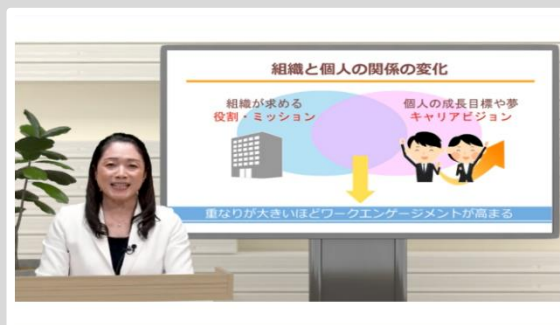 組織と個人の関係の変化
組織が求める
役割・ミッション
個人の成長目標や夢
キャリアビジョン
重なりが大きいほどワークエンゲージメントが高まる